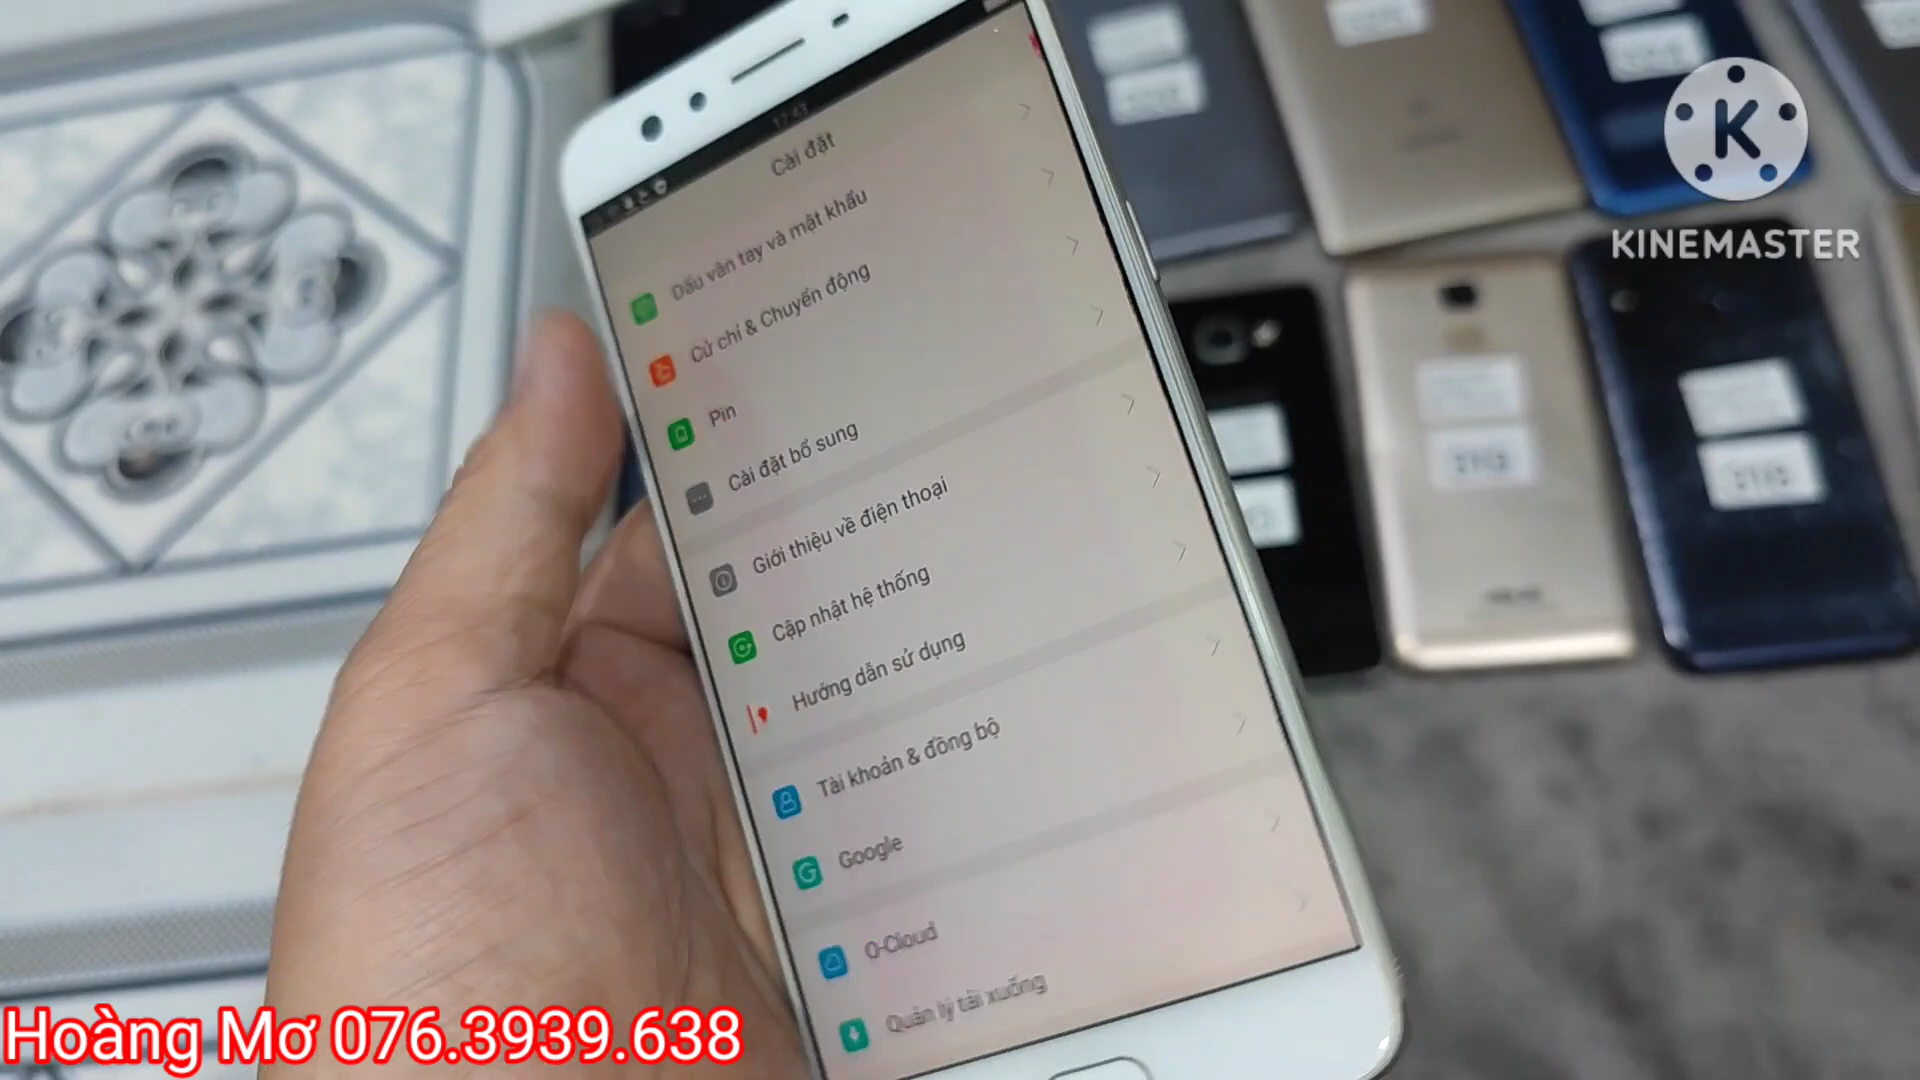 17:43
Cài đặt
Dấu vân tay và mật khẩu
Cử chỉ & Chuyển động
Pin
Cài đặt bổ sung
Giới thiệu về điện thoại
Cập nhật hệ thống
Hướng dẫn sử dụng
Tài khoản & đồng bộ
Google
O-Cloud
Quản lý tải xuống
K
KINEMASTER
Hoàng Mơ 076.3939.638